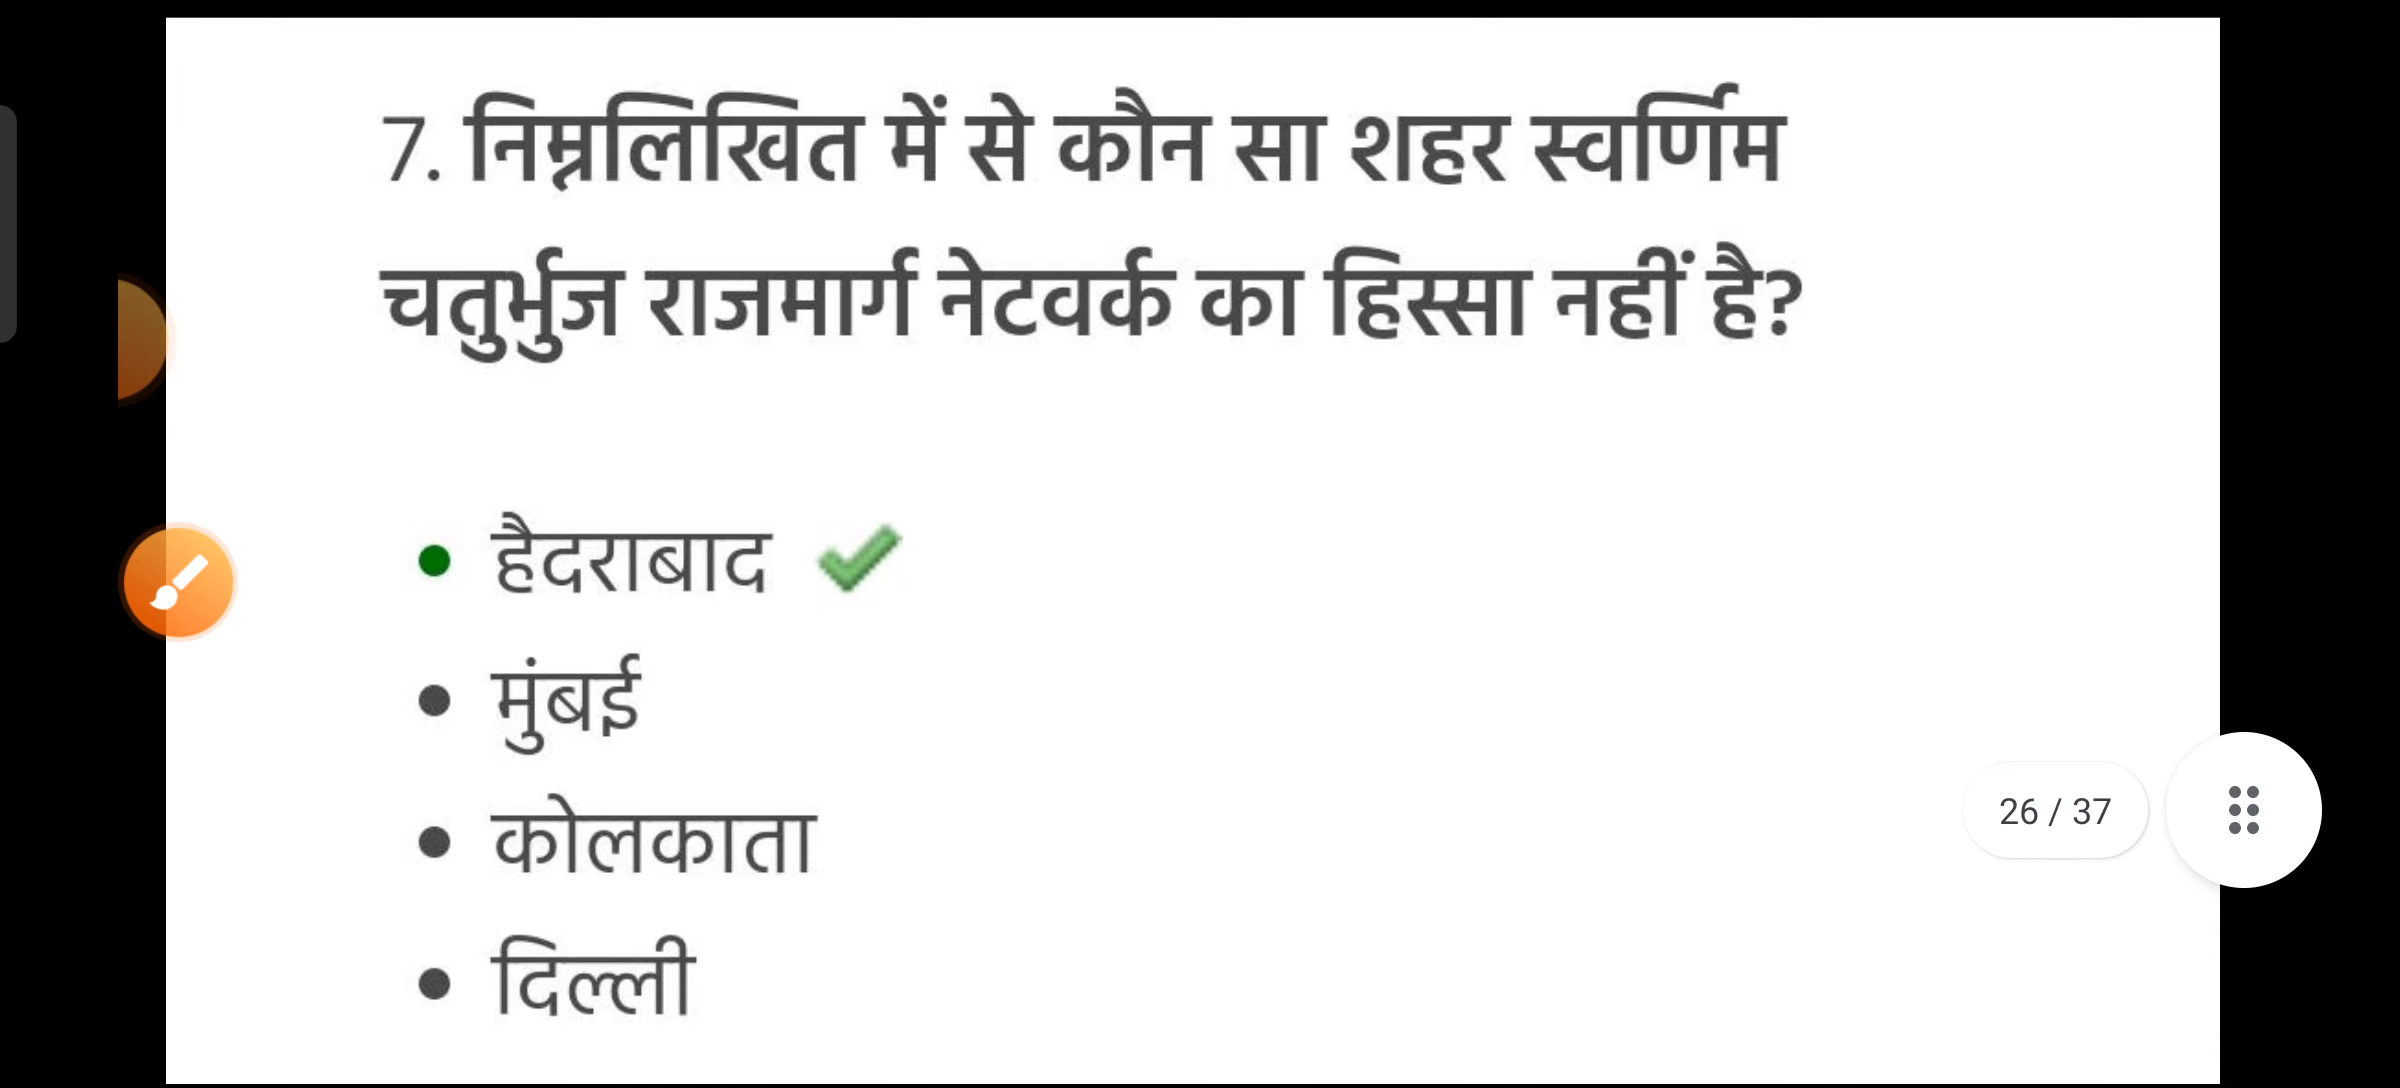 7. निम्नलिखित में से कौन सा शहर स्वर्णिम
चतुर्भुज राजमार्ग नेटवर्क का हिस्सा नहीं है?
हैदराबाद
मुंबई
कोलकाता
दिल्ली
26 / 37